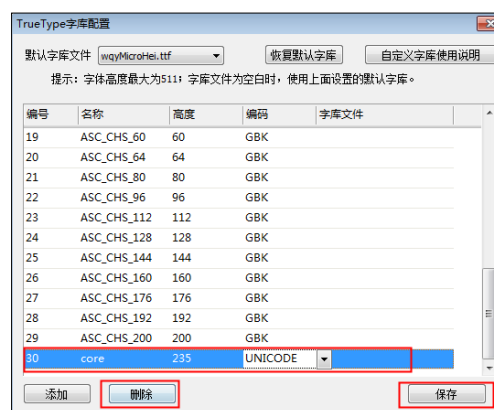 TrueType字库配置
默认字库文件 wqyMicroHei.ttf 恢复默认字库 自定义字库使用说明
提示：字体高度最大为511；字库文件为空白时，使用上面设置的默认字库。
编号 名称 高度 编码 字库文件
19 ASC_CHS_60 60 GBK
20 ASC_CHS_64 64 GBK
21 ASC_CHS_80 80 GBK
22 ASC_CHS_96 96 GBK
23 ASC_CHS_112 112 GBK
24 ASC_CHS_128 128 GBK
25 ASC_CHS_144 144 GBK
26 ASC_CHS_160 160 GBK
27 ASC_CHS_176 176 GBK
28 ASC_CHS_192 192 GBK
29 ASC_CHS_200 200 GBK
30 core 235 UNICODE
添加 删除 保存